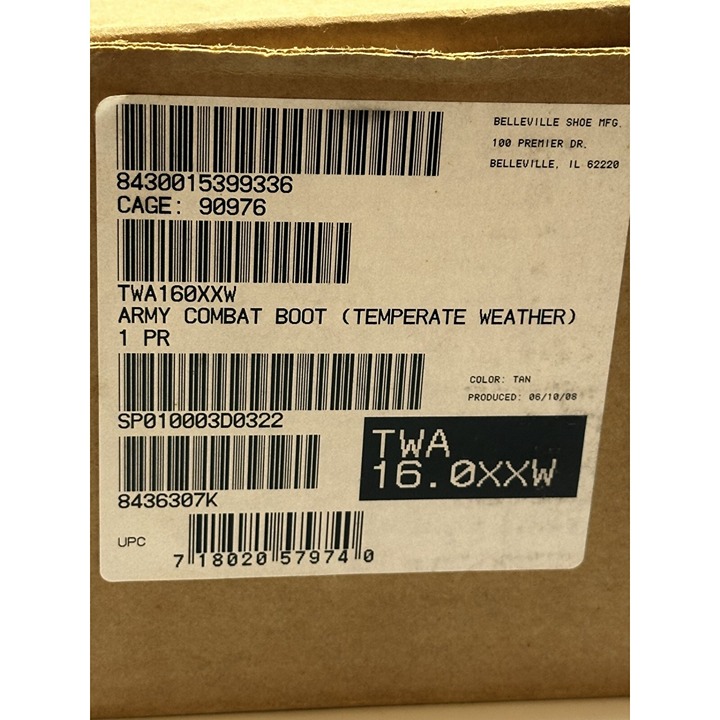 BELLEVILLE SHOE MFG.
100 PREMIER DR.
BELLEVILLE, IL 62220
8430015399336
CAGE: 90976
TWA160XXW
ARMY COMBAT BOOT (TEMPERATE WEATHER)
1 PR
COLOR: TAN
PRODUCED: 06/10/08
SP010003D0322
TWA
16.0XXW
8436307K
UPC
7 18020 57974 0